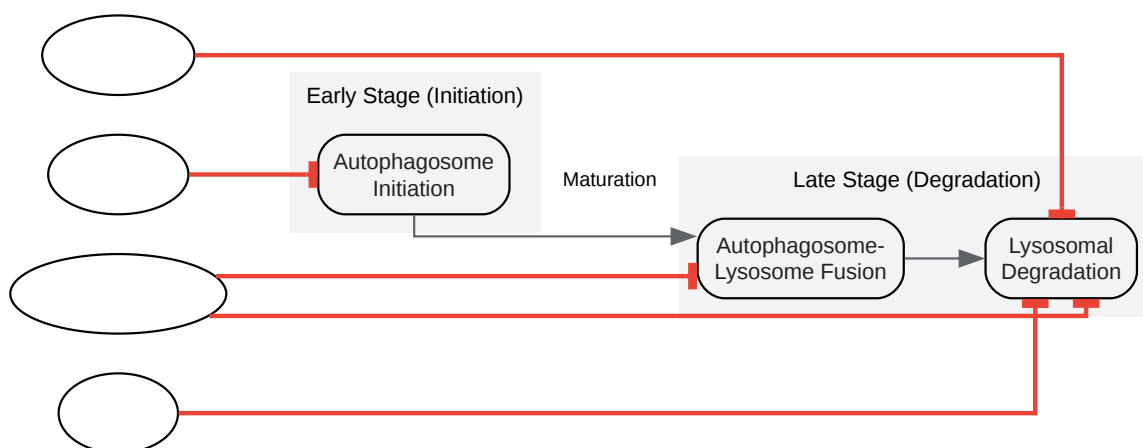 Early Stage (Initiation)
Autophagosome
Initiation
Maturation
Late Stage (Degradation)
Autophagosome-
Lysosome Fusion
Lysosomal
Degradation